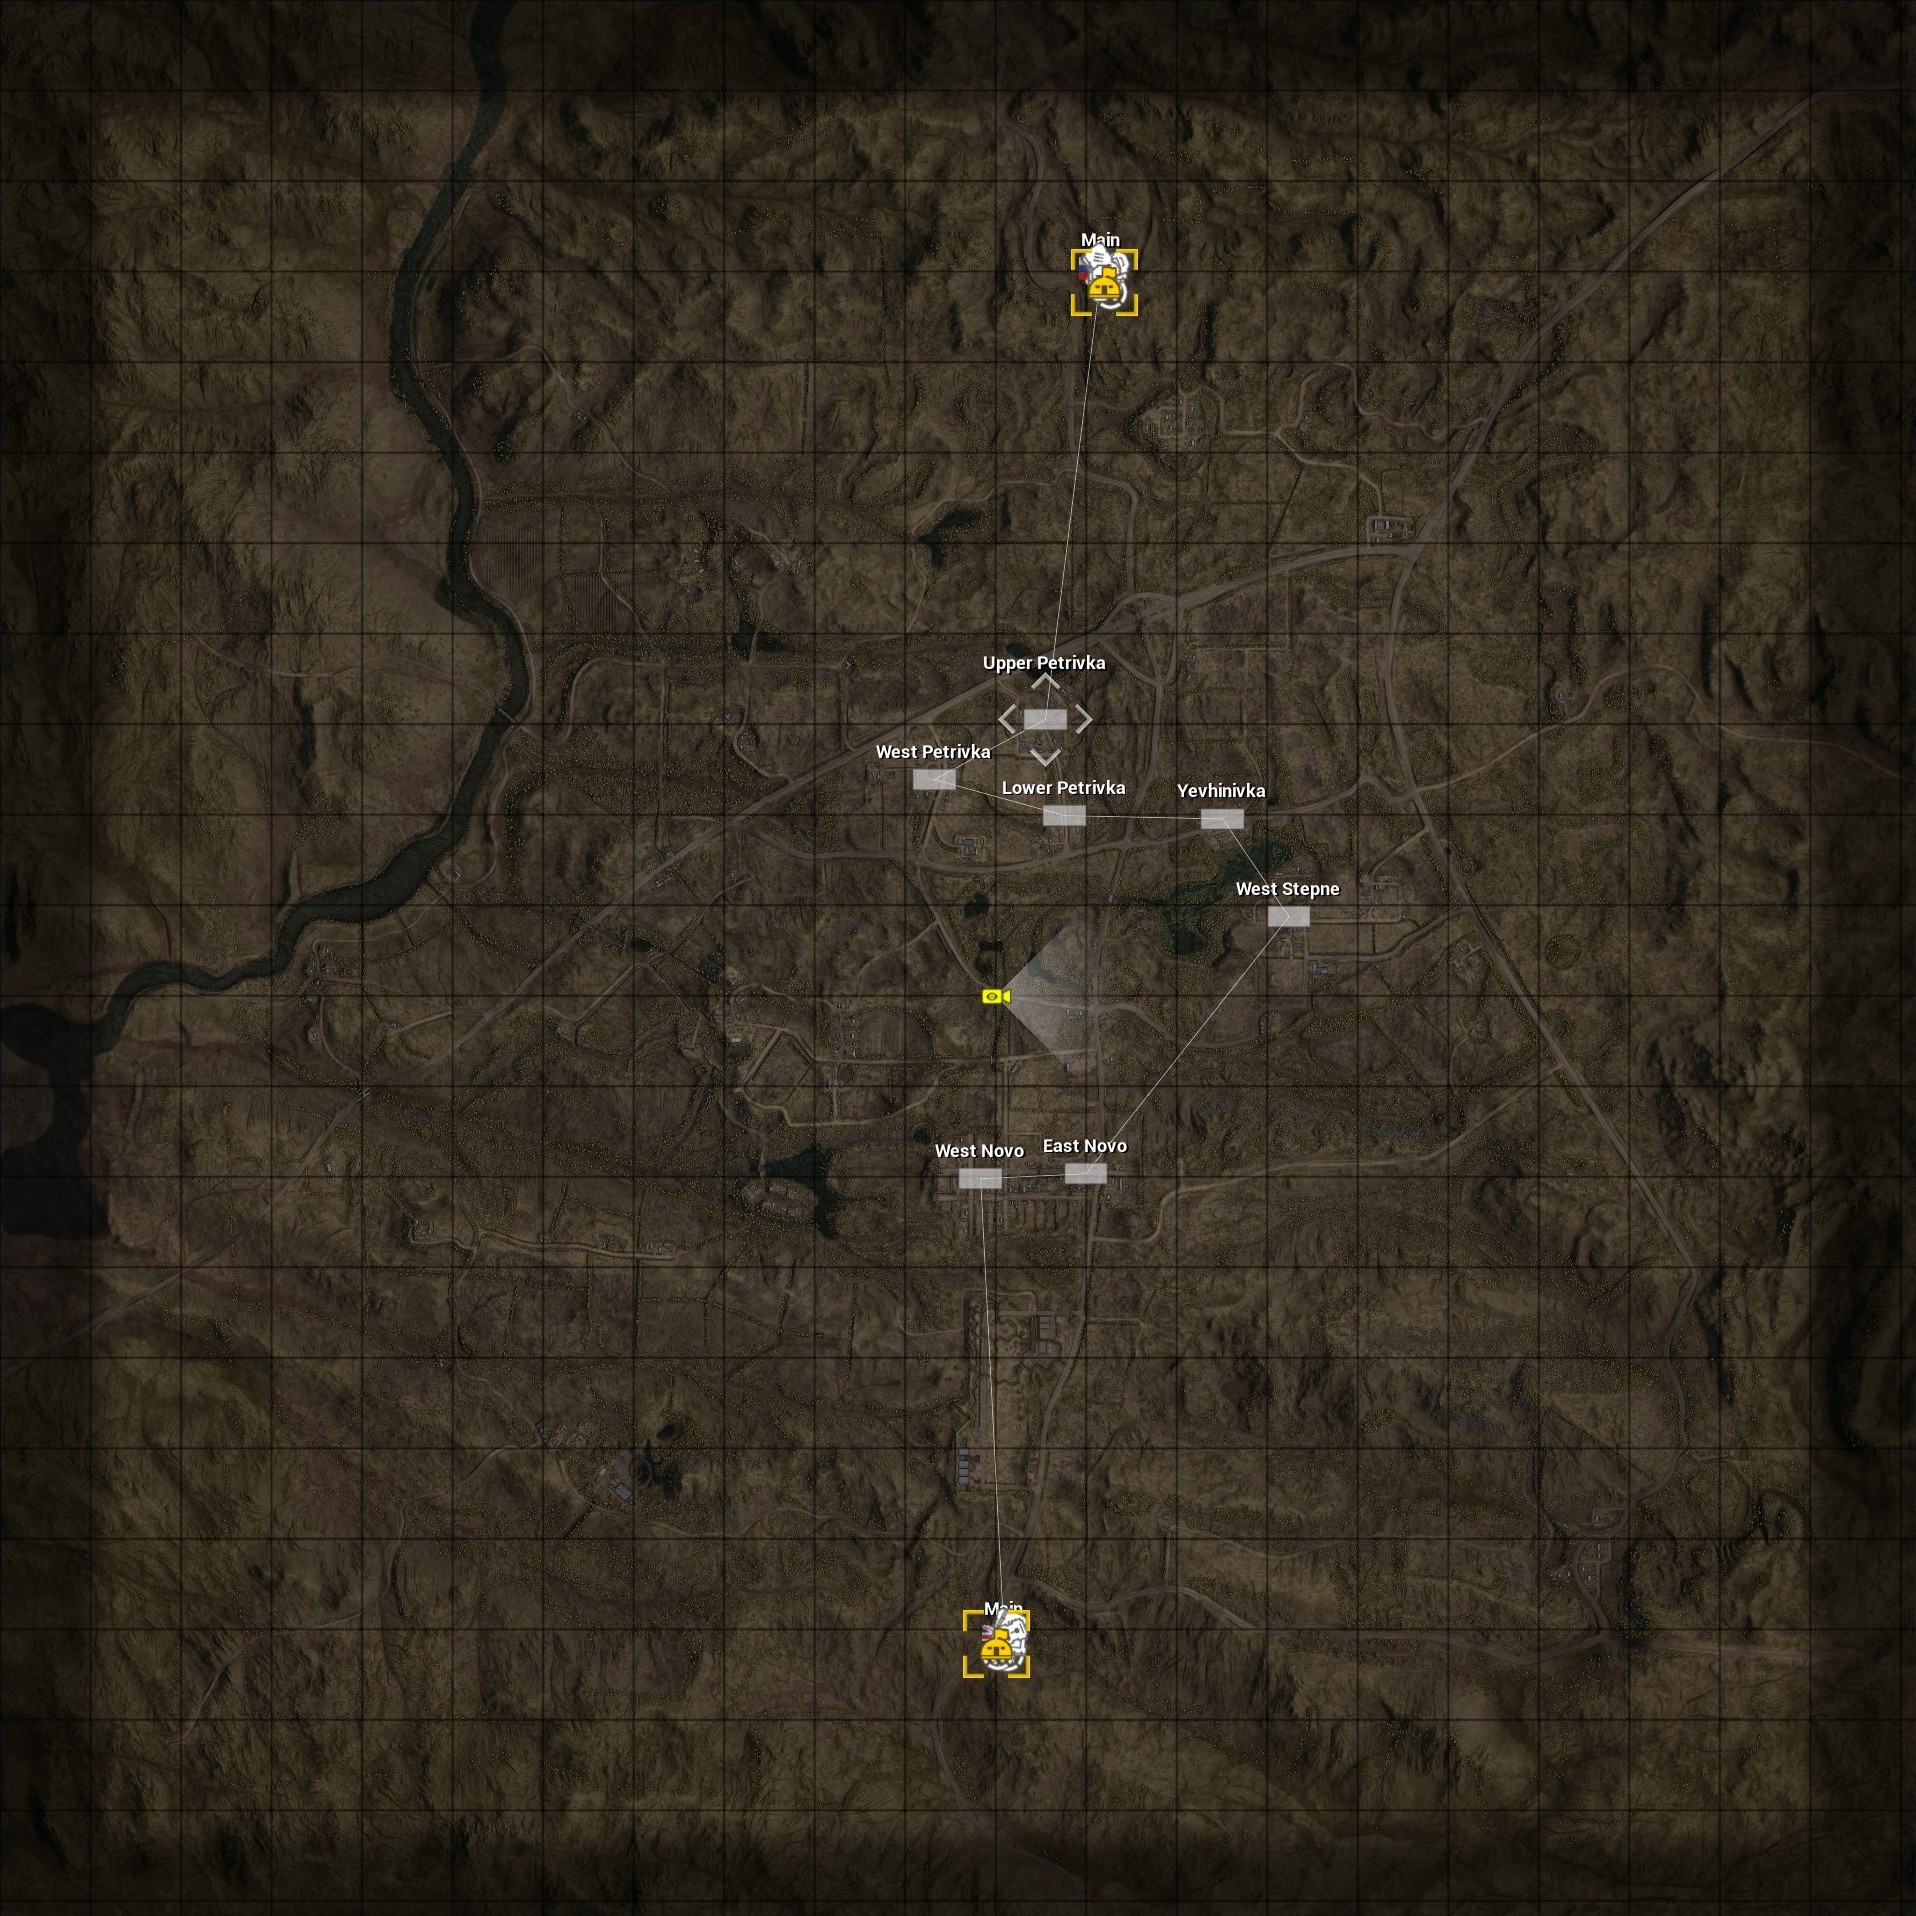 Main
Upper Petrivka
West Petrivka
Lower Petrivka
Yevhinivka
West Stepne
West Novo
East Novo
Main